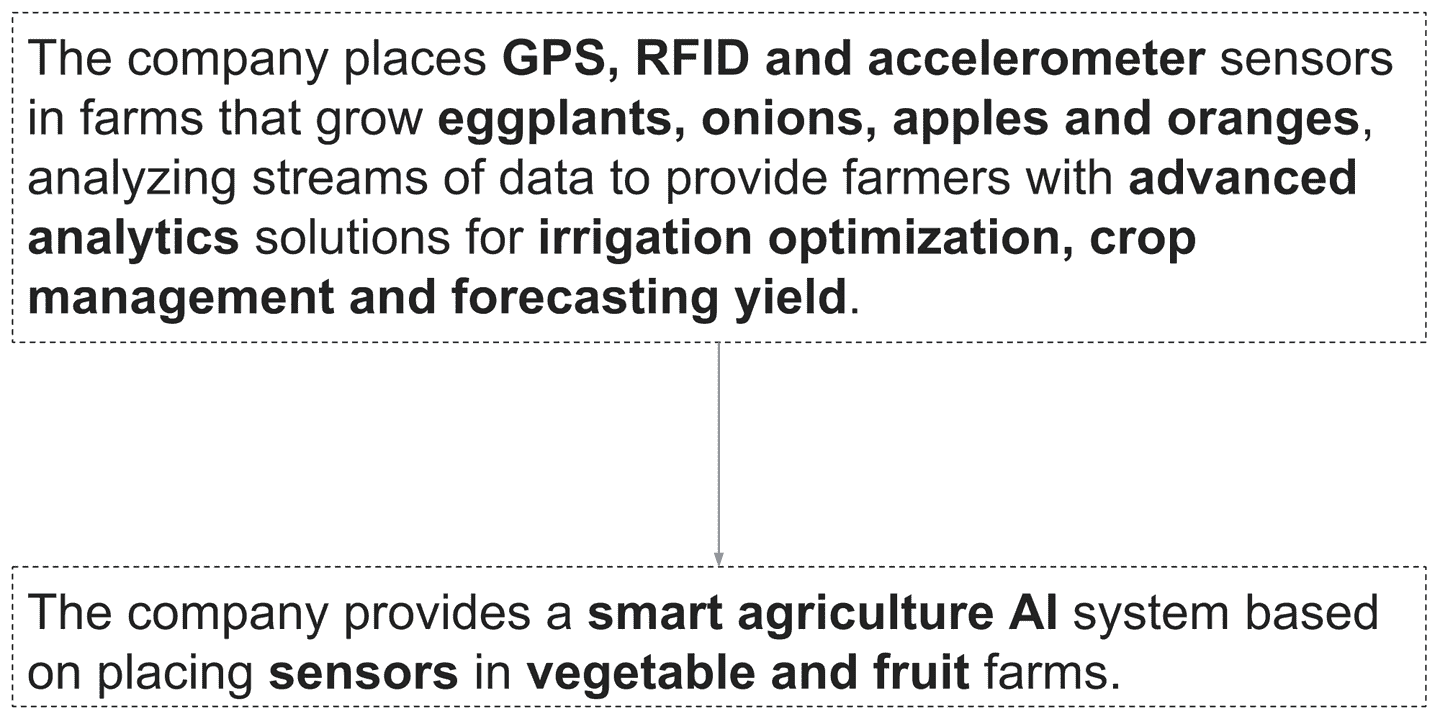 The company places GPS, RFID and accelerometer sensors
in farms that grow eggplants, onions, apples and oranges,
analyzing streams of data to provide farmers with advanced
analytics solutions for irrigation optimization, crop
management and forecasting yield.
The company provides a smart agriculture AI system based
on placing sensors in vegetable and fruit farms.